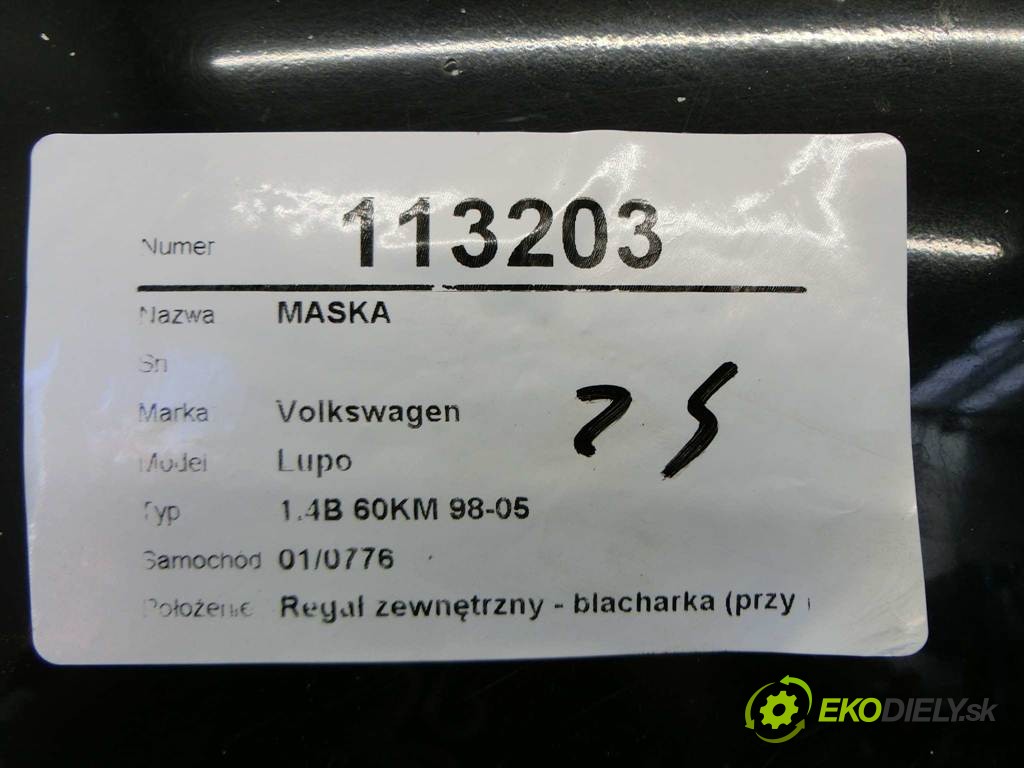 Numer 113203
Nazwa MASKA
Sn
Marka Volkswagen
Model Lupo
Typ 1.4B 60KM 98-05
Samochód 01/0776
Położenie Regał zewnętrzny - blacharka (przy
25
EKODIELY.sk